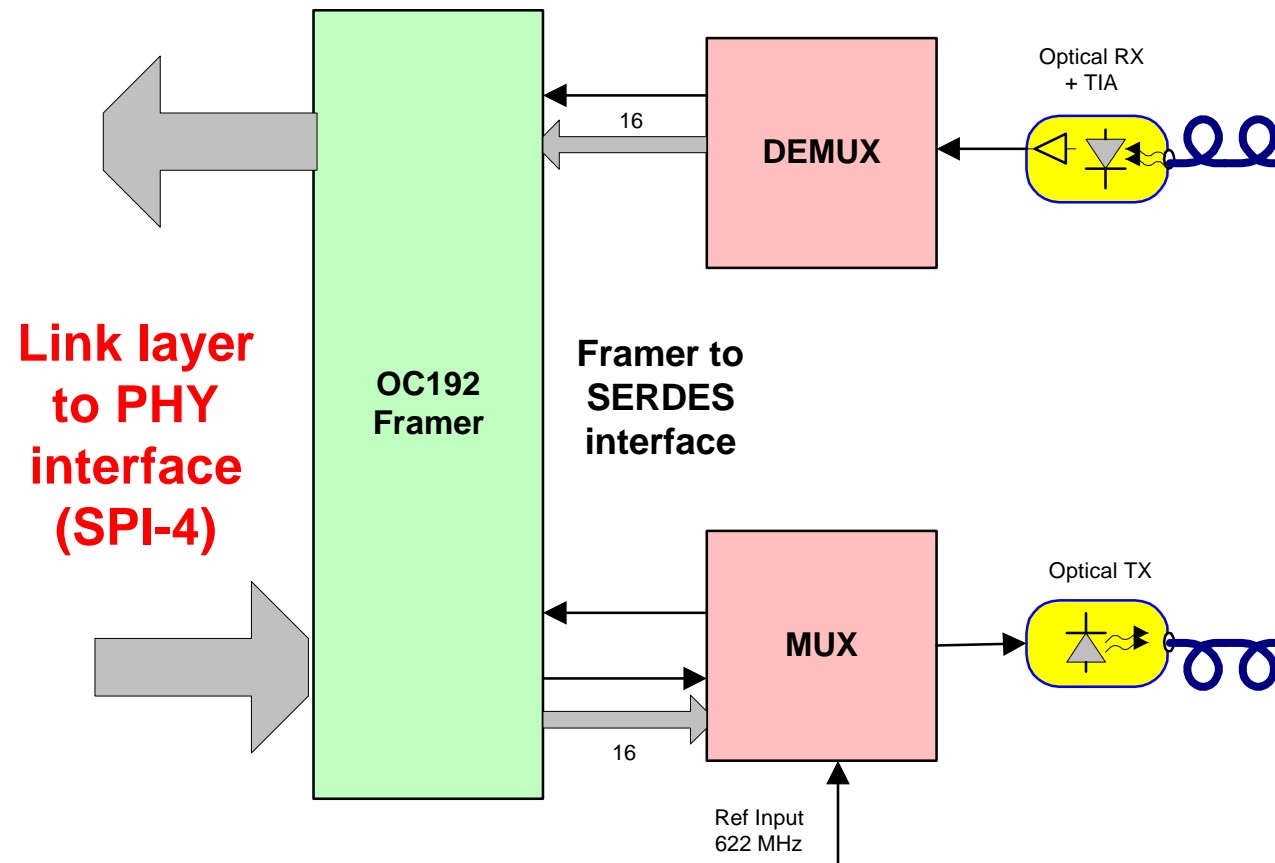 Optical RX
+ TIA
16
DEMUX
Link layer
to PHY
interface
(SPI-4)
OC192
Framer
Framer to
SERDES
interface
Optical TX
MUX
16
Ref Input
622 MHz